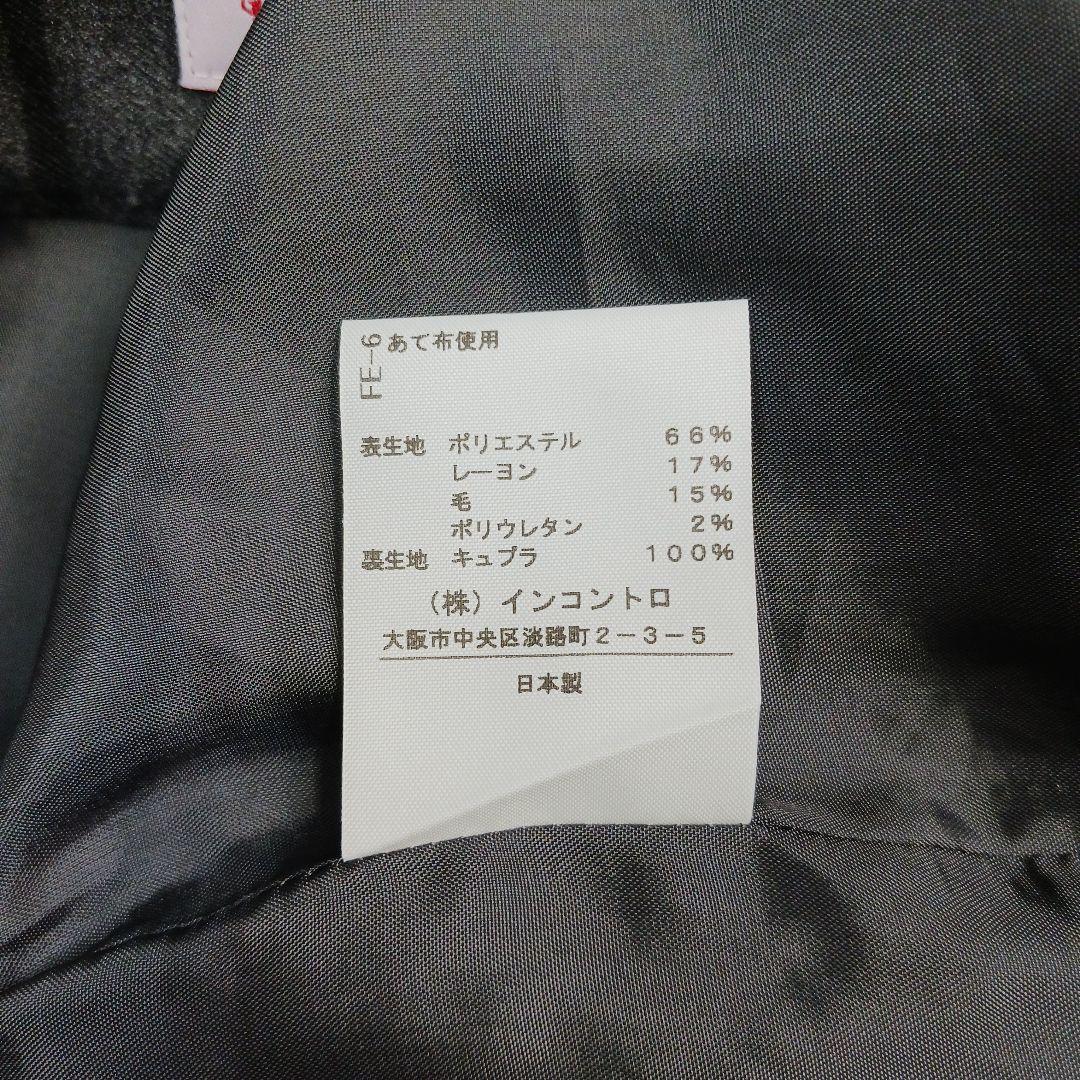 FE-6
あて布使用
表生地 ポリエステル 66%
レーヨン 17%
毛 15%
ポリウレタン 2%
裏生地 キュプラ 100%
(株)インコントロ
大阪市中央区淡路町2-3-5
日本製